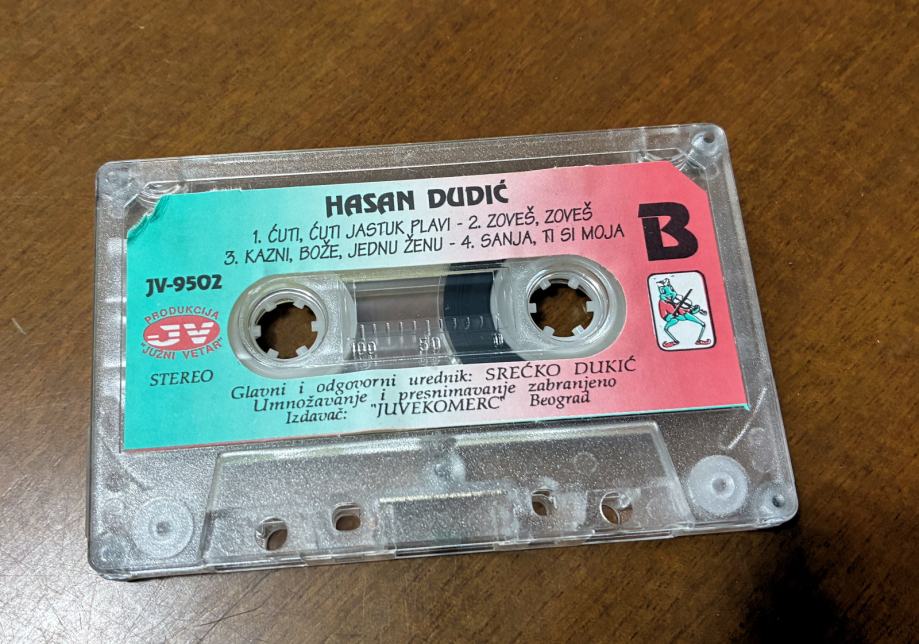 HASAN DUDIĆ
1. ĆUTI, ĆUTI JASTUK PLAVI - 2. ZOVEŠ, ZOVEŠ
3. KAZNI, BOŽE, JEDNU ŽENU - 4. SANJA, TI SI MOJA
B
JV-9502
PRODUKCIJA
JV
"JUŽNI VETAR"
STEREO
100 50 0
Glavni i odgovorni urednik: SREĆKO DUKIĆ
Umnožavanje i presnimavanje zabranjeno
Izdavač: "JUVEKOMERC" Beograd